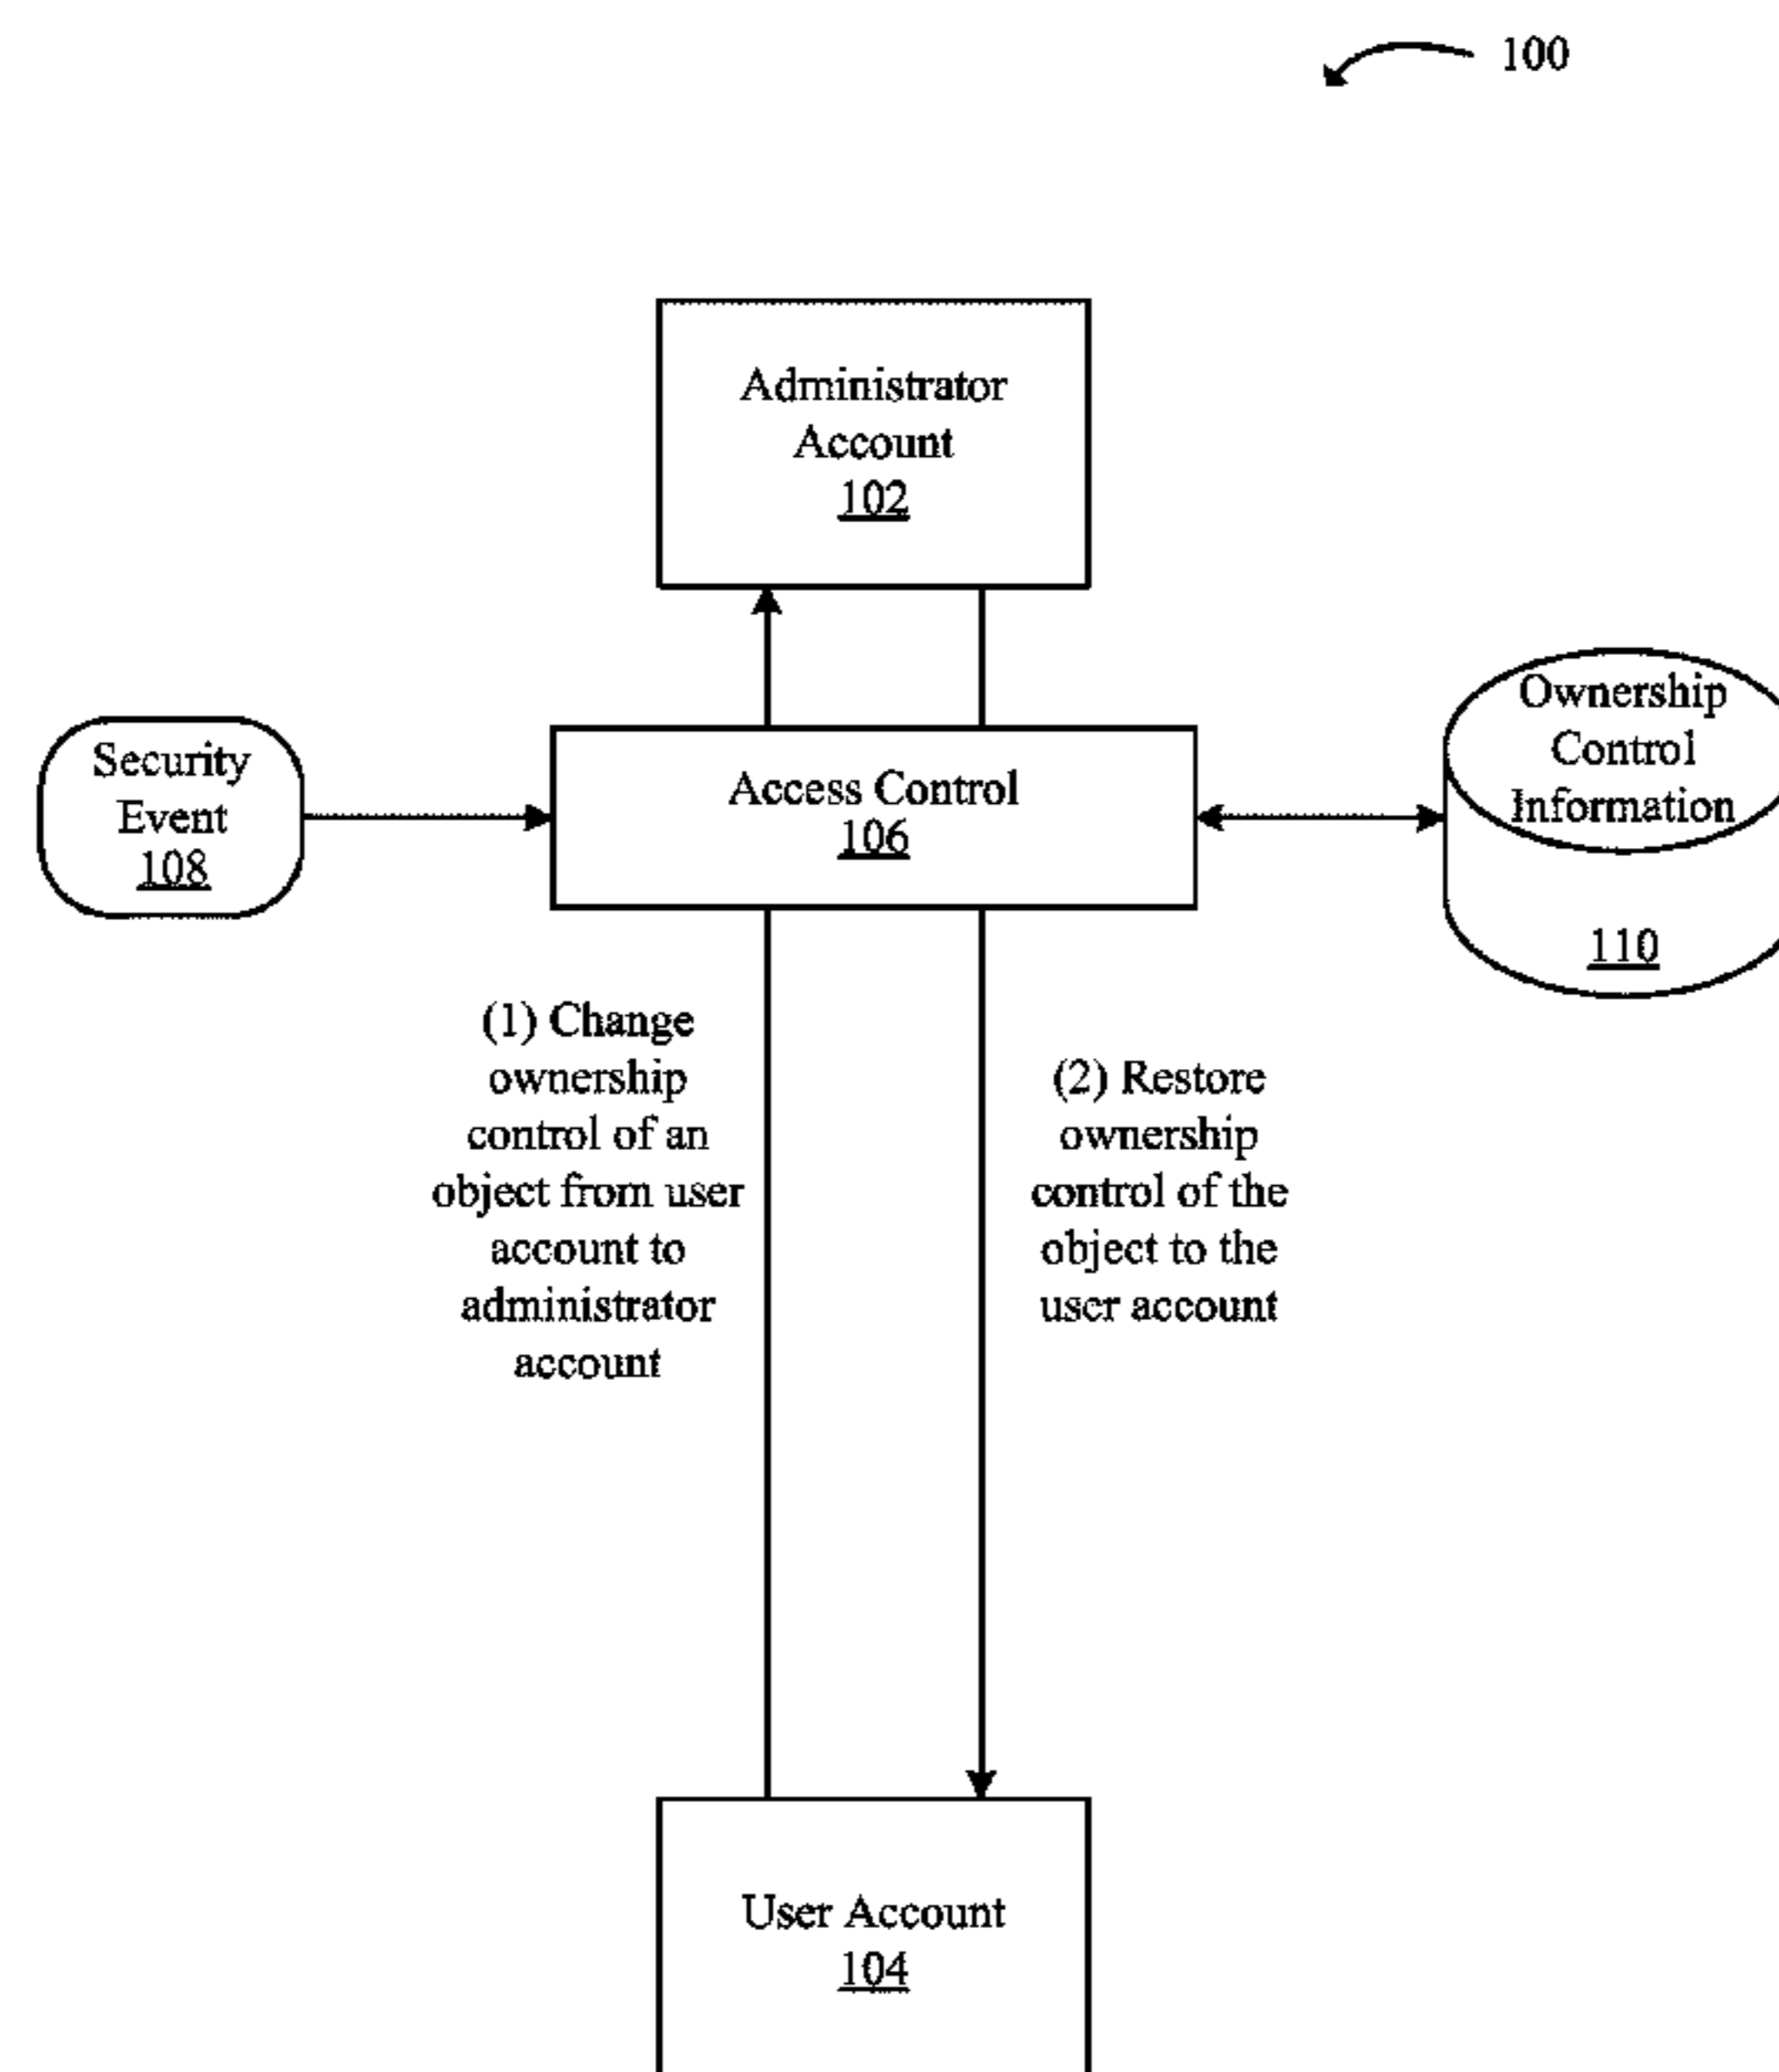 100
Administrator
Account
102
Security
Event
108
Access Control
106
Ownership
Control
Information
110
(1) Change
ownership
control of an
object from user
account to
administrator
account
(2) Restore
ownership
control of the
object to the
user account
User Account
104